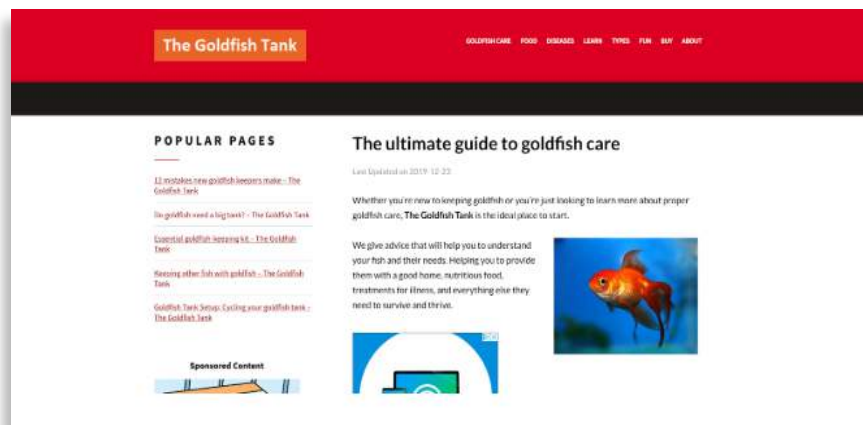 The Goldfish Tank
GOLDFISH CARE FOOD DISEASES LEARN TYPES FUN BUY ABOUT
POPULAR PAGES
12 mistakes new goldfish keepers make – The
Goldfish Tank
Do goldfish need a big tank? – The Goldfish Tank
Essential goldfish keeping kit – The Goldfish
Tank
Keeping other fish with goldfish – The Goldfish
Tank
Goldfish Tank Setup: Cycling your goldfish tank –
The Goldfish Tank
Sponsored Content
The ultimate guide to goldfish care
Last Updated on 2019-12-23
Whether you're new to keeping goldfish or you're just looking to learn more about proper
goldfish care, The Goldfish Tank is the ideal place to start.
We give advice that will help you to understand
your fish and their needs. Helping you to provide
them with a good home, nutritious food,
treatments for illness, and everything else they
need to survive and thrive.